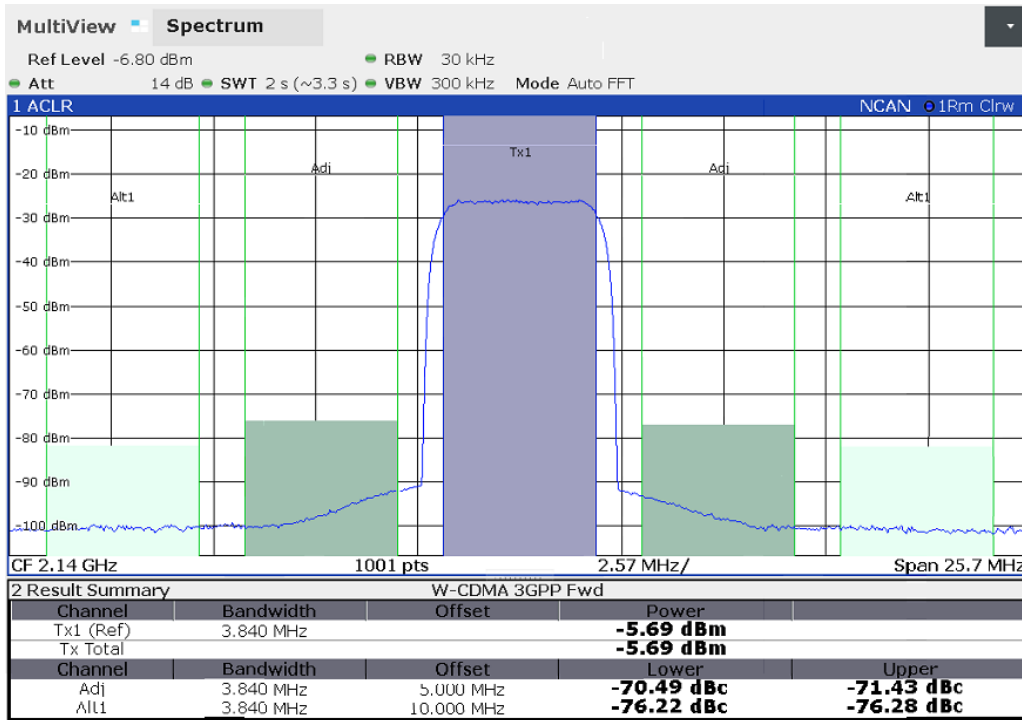 MultiView Spectrum
Ref Level -6.80 dBm RBW 30 kHz
Att 14 dB SWT 2 s (~3.3 s) VBW 300 kHz Mode Auto FFT
1 ACLR NCAN 1Rm Clrw
-10 dBm
Tx1
Adj Adj
-20 dBm
Alt1 Alt1
-30 dBm
-40 dBm
-50 dBm
-60 dBm
-70 dBm
-80 dBm
-90 dBm
-100 dBm
CF 2.14 GHz 1001 pts 2.57 MHz/ Span 25.7 MHz
2 Result Summary W-CDMA 3GPP Fwd
Channel Bandwidth Offset Power
Tx1 (Ref) 3.840 MHz -5.69 dBm
Tx Total -5.69 dBm
Channel Bandwidth Offset Lower Upper
Adj 3.840 MHz 5.000 MHz -70.49 dBc -71.43 dBc
Alt1 3.840 MHz 10.000 MHz -76.22 dBc -76.28 dBc